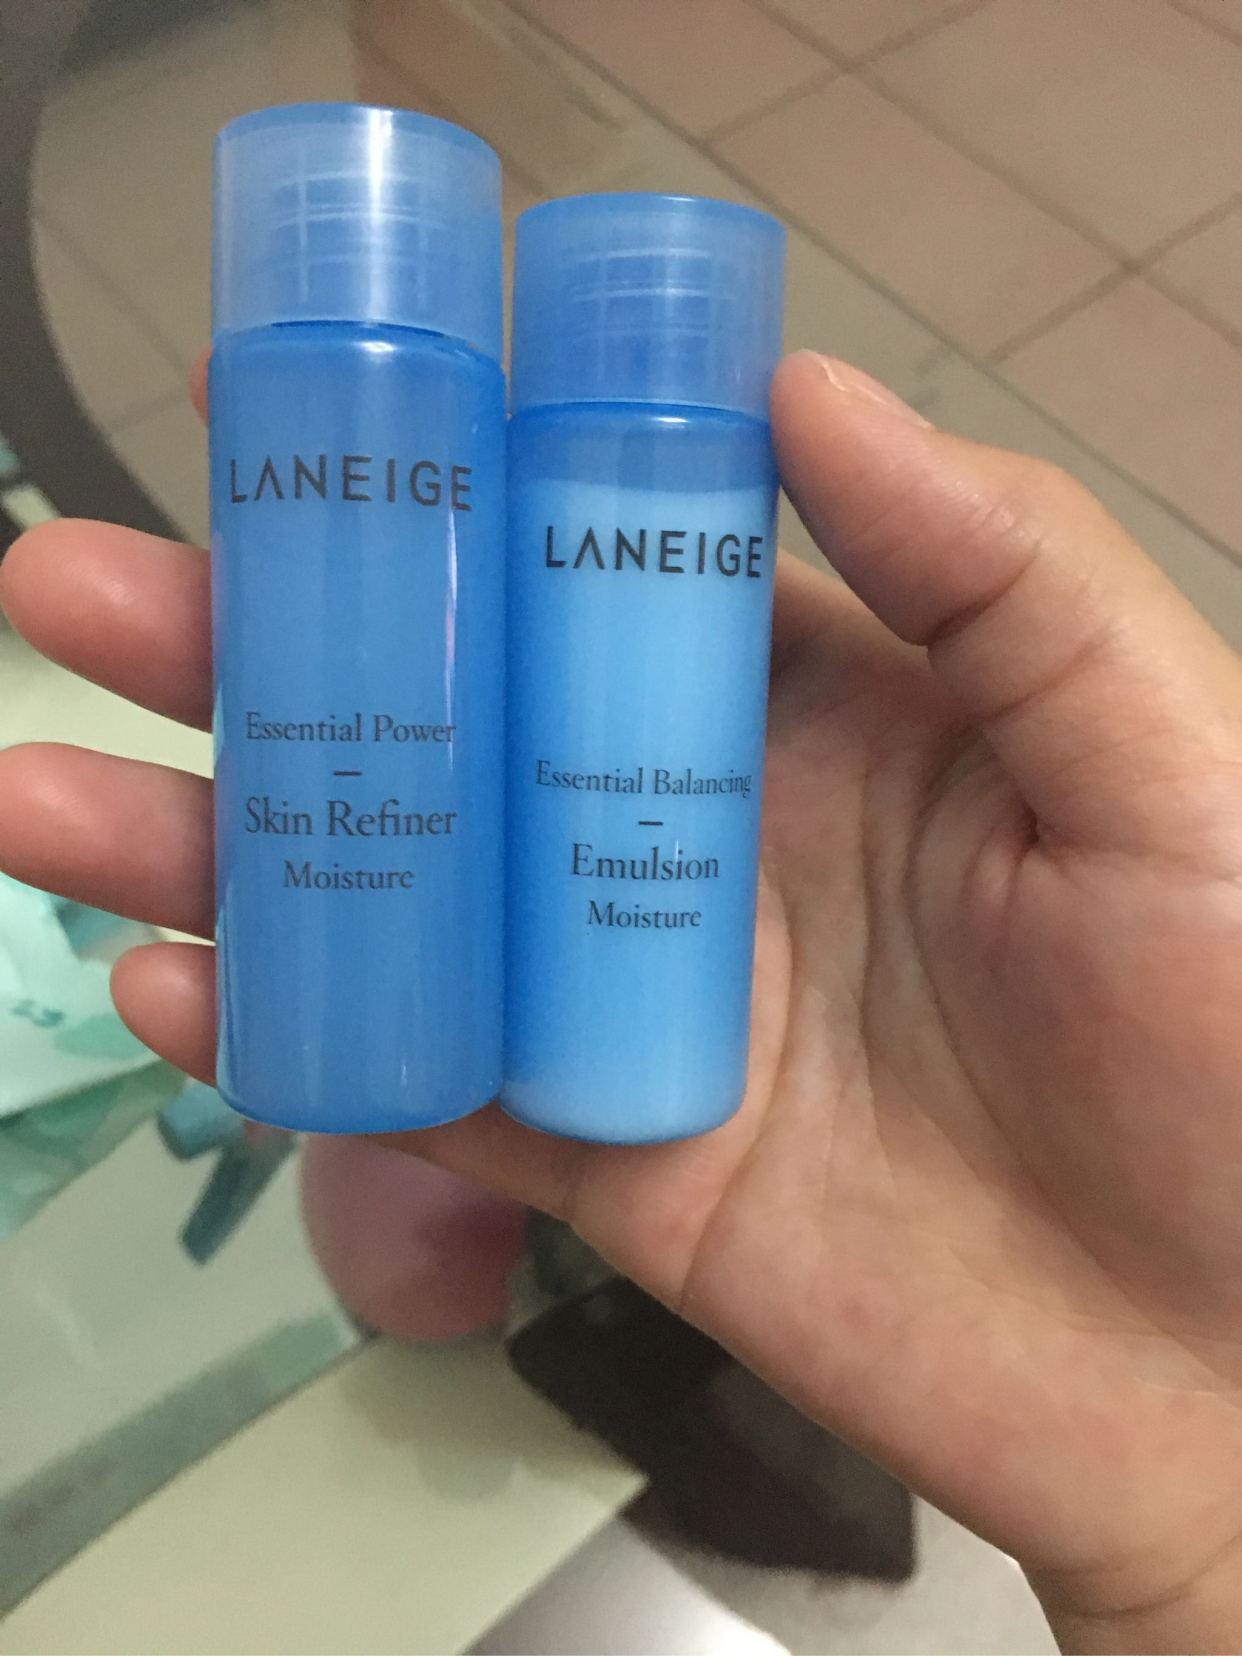 LANEIGE
Essential Power
Skin Refiner
Moisture
LANEIGE
Essential Balancing
Emulsion
Moisture